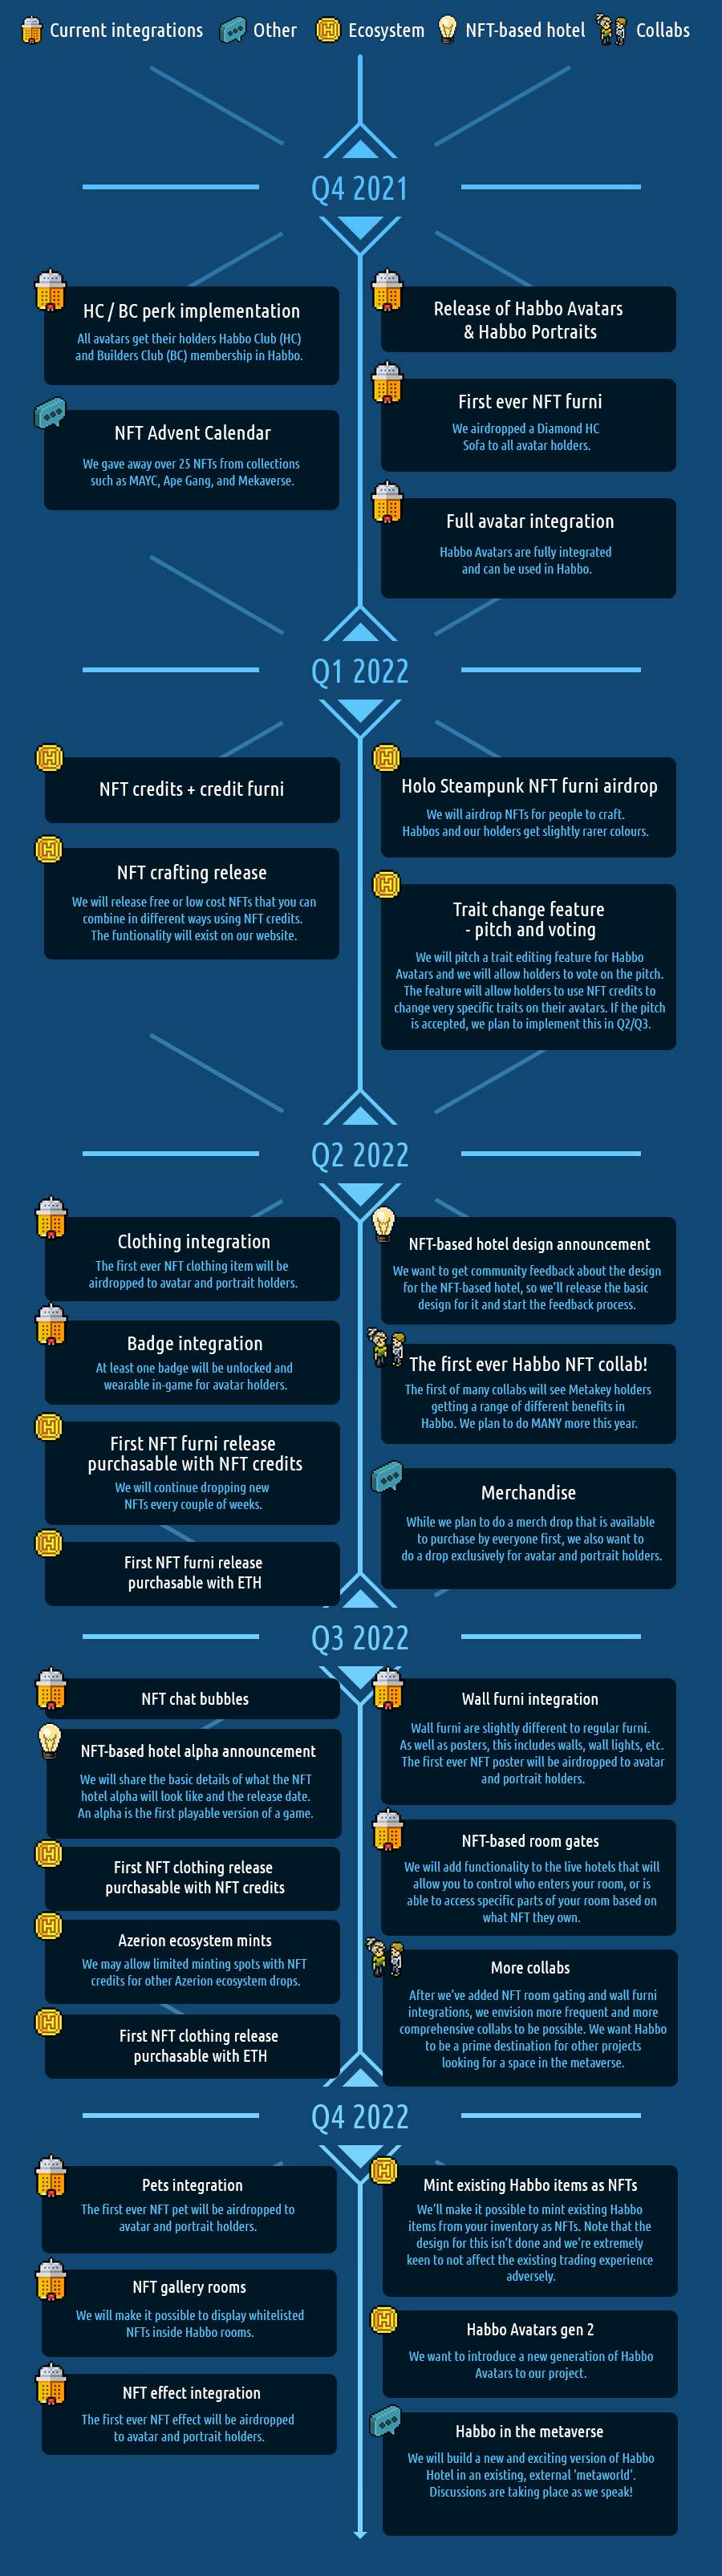 Current integrations
Other
Ecosystem
NFT-based hotel
Collabs
Q4 2021
HC / BC perk implementation
All avatars get their holders Habbo Club (HC)
and Builders Club (BC) membership in Habbo.
NFT Advent Calendar
We gave away over 25 NFTs from collections
such as MAYC, Ape Gang, and Mekaverse.
Release of Habbo Avatars
& Habbo Portraits
First ever NFT furni
We airdropped a Diamond HC
Sofa to all avatar holders.
Full avatar integration
Habbo Avatars are fully integrated
and can be used in Habbo.
Q1 2022
NFT credits + credit furni
NFT crafting release
We will release free or low cost NFTs that you can
combine in different ways using NFT credits.
The funtionality will exist on our website.
Holo Steampunk NFT furni airdrop
We will airdrop NFTs for people to craft.
Habbos and our holders get slightly rarer colours.
Trait change feature
- pitch and voting
We will pitch a trait editing feature for Habbo
Avatars and we will allow holders to vote on the pitch.
The feature will allow holders to use NFT credits to
change very specific traits on their avatars. If the pitch
is accepted, we plan to implement this in Q2/Q3.
Q2 2022
Clothing integration
The first ever NFT clothing item will be
airdropped to avatar and portrait holders.
Badge integration
At least one badge will be unlocked and
wearable in-game for avatar holders.
First NFT furni release
purchasable with NFT credits
We will continue dropping new
NFTs every couple of weeks.
First NFT furni release
purchasable with ETH
NFT-based hotel design announcement
We want to get community feedback about the design
for the NFT-based hotel, so we'll release the basic
design for it and start the feedback process.
The first ever Habbo NFT collab!
The first of many collabs will see Metakey holders
getting a range of different benefits in
Habbo. We plan to do MANY more this year.
Merchandise
While we plan to do a merch drop that is available
to purchase by everyone first, we also want to
do a drop exclusively for avatar and portrait holders.
Q3 2022
NFT chat bubbles
NFT-based hotel alpha announcement
We will share the basic details of what the NFT
hotel alpha will look like and the release date.
An alpha is the first playable version of a game.
First NFT clothing release
purchasable with NFT credits
Azerion ecosystem mints
We may allow limited minting spots with NFT
credits for other Azerion ecosystem drops.
First NFT clothing release
purchasable with ETH
Wall furni integration
Wall furni are slightly different to regular furni.
As well as posters, this includes walls, wall lights, etc.
The first ever NFT poster will be airdropped to avatar
and portrait holders.
NFT-based room gates
We will add functionality to the live hotels that will
allow you to control who enters your room, or is
able to access specific parts of your room based on
what NFT they own.
More collabs
After we've added NFT room gating and wall furni
integrations, we envision more frequent and more
comprehensive collabs to be possible. We want Habbo
to be a prime destination for other projects
looking for a space in the metaverse.
Q4 2022
Pets integration
The first ever NFT pet will be airdropped to
avatar and portrait holders.
NFT gallery rooms
We will make it possible to display whitelisted
NFTs inside Habbo rooms.
NFT effect integration
The first ever NFT effect will be airdropped
to avatar and portrait holders.
Mint existing Habbo items as NFTs
We'll make it possible to mint existing Habbo
items from your inventory as NFTs. Note that the
design for this isn't done and we're extremely
keen to not affect the existing trading experience
adversely.
Habbo Avatars gen 2
We want to introduce a new generation of Habbo
Avatars to our project.
Habbo in the metaverse
We will build a new and exciting version of Habbo
Hotel in an existing, external 'metaworld'.
Discussions are taking place as we speak!